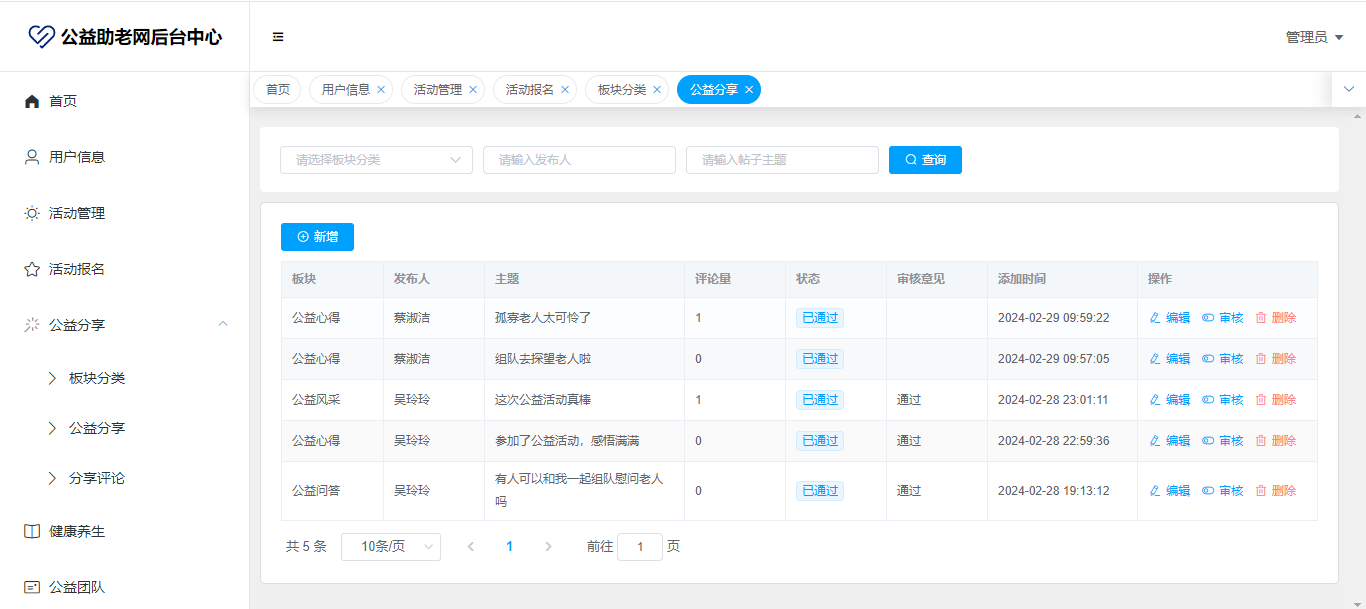 公益助老网后台中心
管理员
首页 用户信息 活动管理 活动报名 板块分类 公益分享
首页
用户信息
活动管理
活动报名
公益分享
板块分类
公益分享
分享评论
健康养生
公益团队
请选择板块分类 请输入发布人 请输入帖子主题 查询
新增
板块 发布人 主题 评论量 状态 审核意见 添加时间 操作
公益心得 蔡淑洁 孤寡老人太可怜了 1 已通过 2024-02-29 09:59:22 编辑 审核 删除
公益心得 蔡淑洁 组队去探望老人啦 0 已通过 2024-02-29 09:57:05 编辑 审核 删除
公益风采 吴玲玲 这次公益活动真棒 1 已通过 通过 2024-02-28 23:01:11 编辑 审核 删除
公益心得 吴玲玲 参加了公益活动，感悟满满 0 已通过 通过 2024-02-28 22:59:36 编辑 审核 删除
公益问答 吴玲玲 有人可以和我一起组队慰问老人
吗 0 已通过 通过 2024-02-28 19:13:12 编辑 审核 删除
共 5 条 10条/页 1 前往 1 页